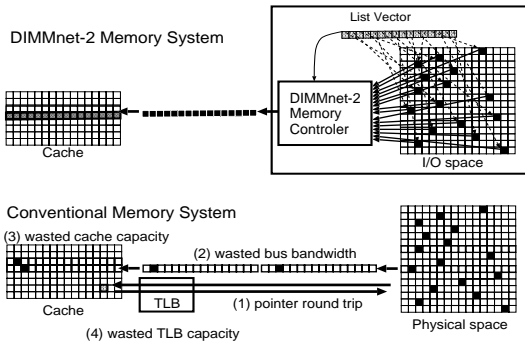 List Vector
DIMMnet-2 Memory System
DIMMnet-2
Memory
Controler
Cache
I/O space
Conventional Memory System
(3) wasted cache capacity
(2) wasted bus bandwidth
(1) pointer round trip
Cache
TLB
Physical space
(4) wasted TLB capacity